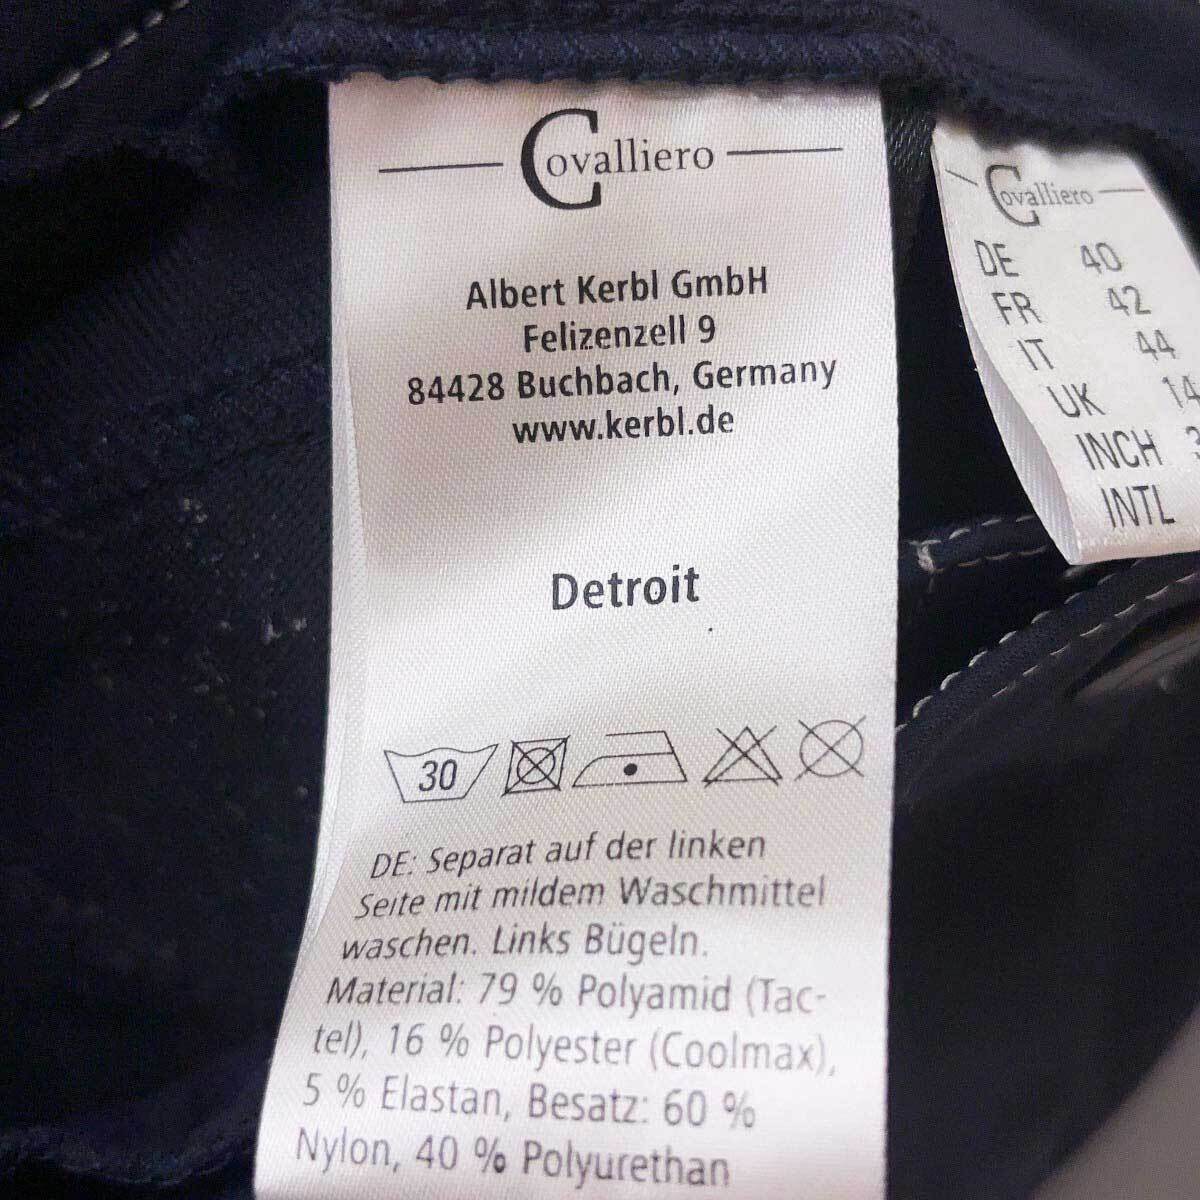 Covalliero
Albert Kerbl GmbH
Felizenzell 9
84428 Buchbach, Germany
www.kerbl.de
Detroit
30
DE: Separat auf der linken
Seite mit mildem Waschmittel
waschen. Links Bügeln.
Material: 79 % Polyamid (Tac-
tel), 16 % Polyester (Coolmax),
5 % Elastan, Besatz: 60 %
Nylon, 40 % Polyurethan
Covalliero
DE 40
FR 42
IT 44
UK 14
INCH 3
INTL